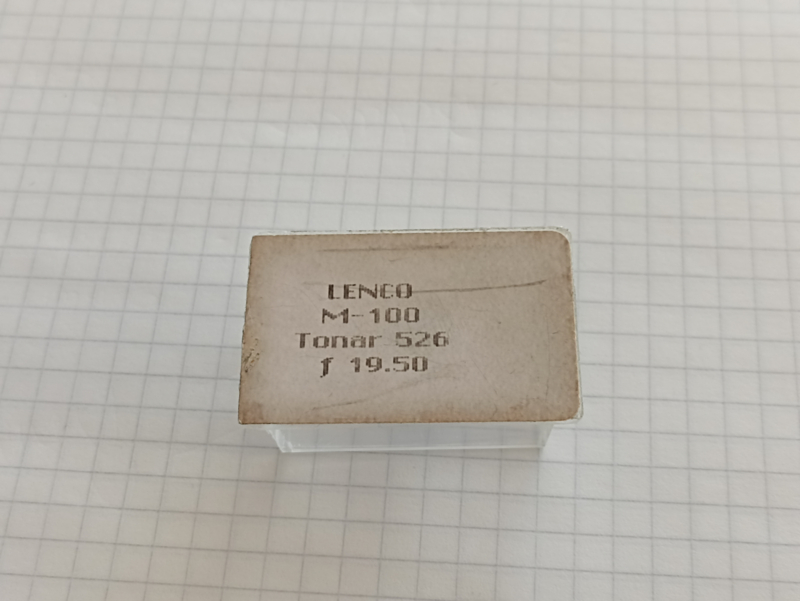 LENCO
M-100
Tonar 526
ƒ 19.50